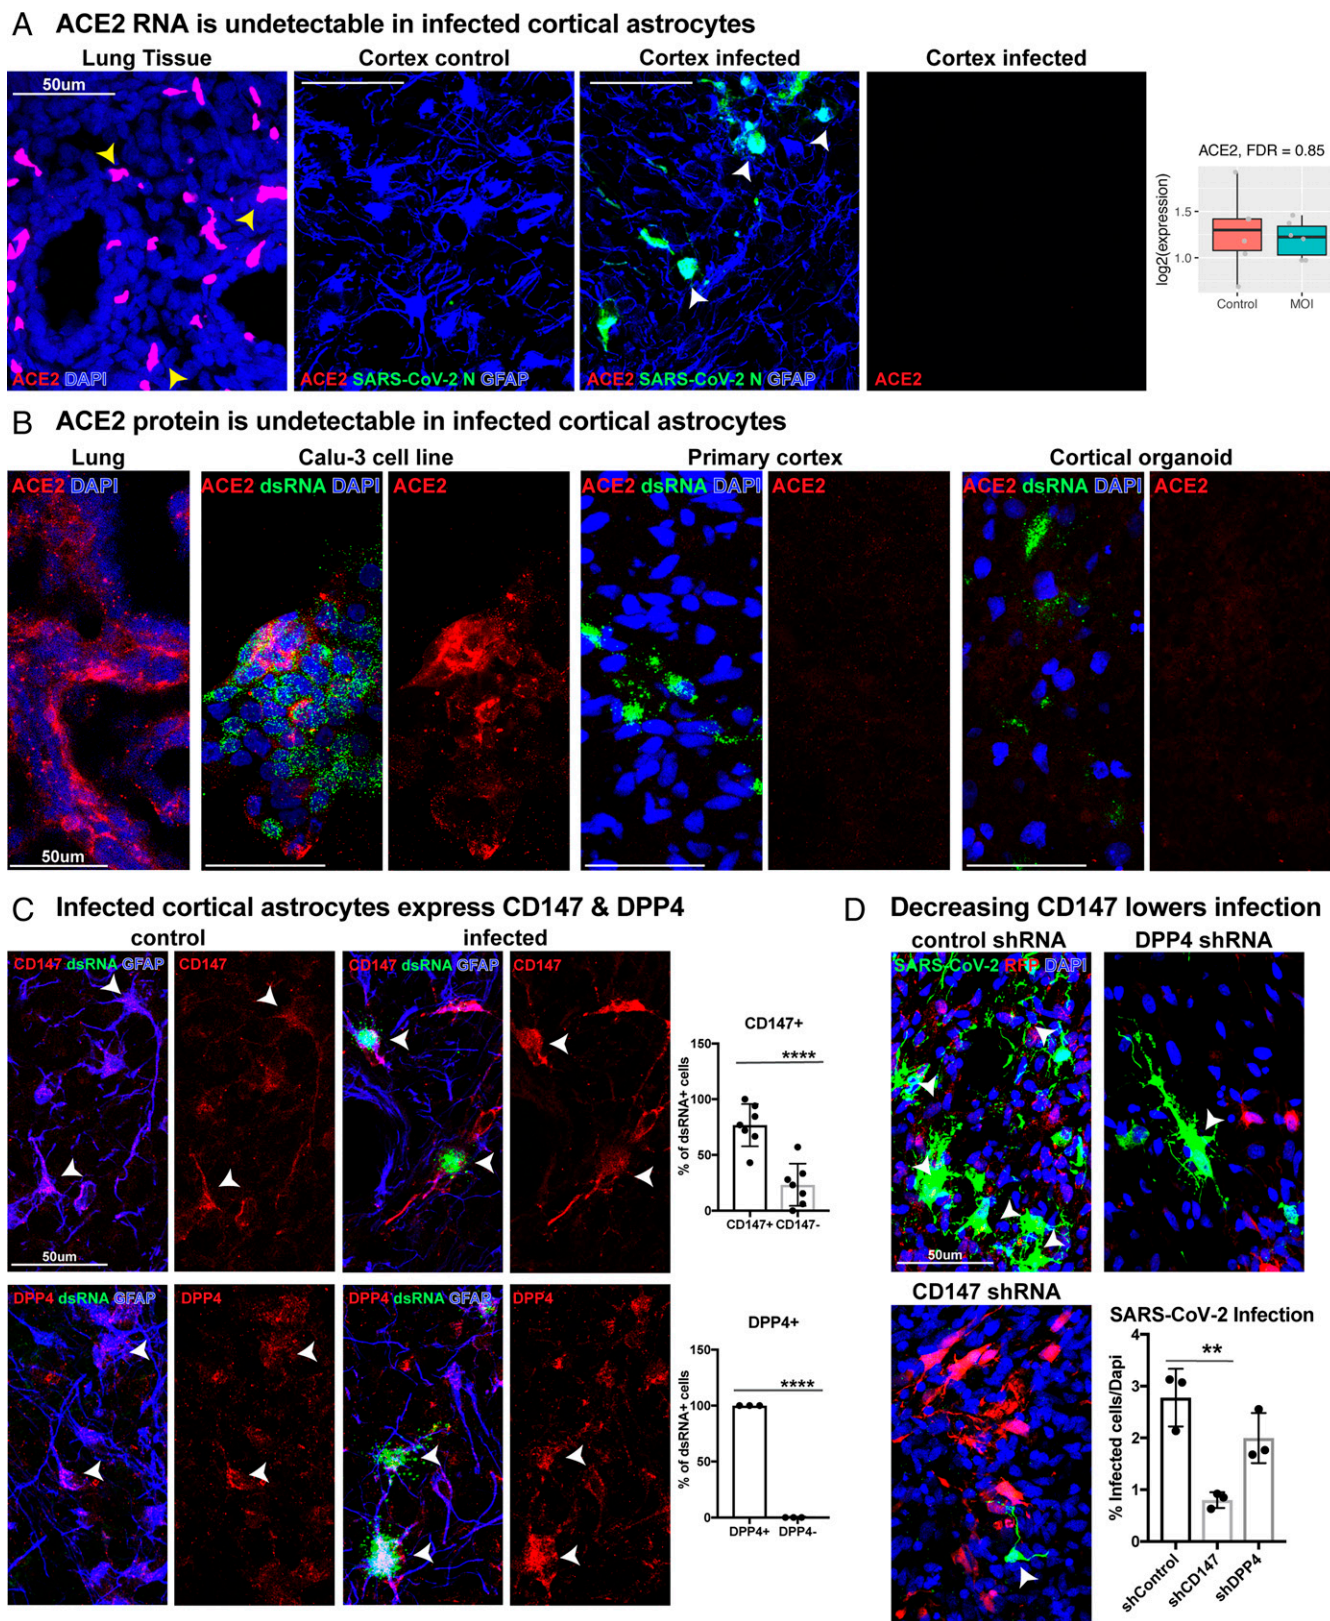 A ACE2 RNA is undetectable in infected cortical astrocytes
Lung Tissue Cortex control Cortex infected Cortex infected
50um
ACE2 DAPI
ACE2 SARS-CoV-2 N GFAP
ACE2 SARS-CoV-2 N GFAP
ACE2
ACE2, FDR = 0.85
log2(expression)
1.5
1.0
Control MOI
B ACE2 protein is undetectable in infected cortical astrocytes
Lung Calu-3 cell line Primary cortex Cortical organoid
ACE2 DAPI
ACE2 dsRNA DAPI
ACE2
ACE2 dsRNA DAPI
ACE2
ACE2 dsRNA DAPI
ACE2
50um
C Infected cortical astrocytes express CD147 & DPP4
control infected
CD147 dsRNA GFAP
CD147
CD147 dsRNA GFAP
CD147
50um
CD147+
****
% of dsRNA+ cells
150
100
50
0
CD147+ CD147-
DPP4 dsRNA GFAP
DPP4
DPP4 dsRNA GFAP
DPP4
DPP4+
****
% of dsRNA+ cells
150
100
50
0
DPP4+ DPP4-
D Decreasing CD147 lowers infection
control shRNA DPP4 shRNA
SARS-CoV-2 RFP DAPI
50um
CD147 shRNA
SARS-CoV-2 Infection
**
% Infected cells/Dapi
4
3
2
1
0
shControl
shCD147
shDPP4